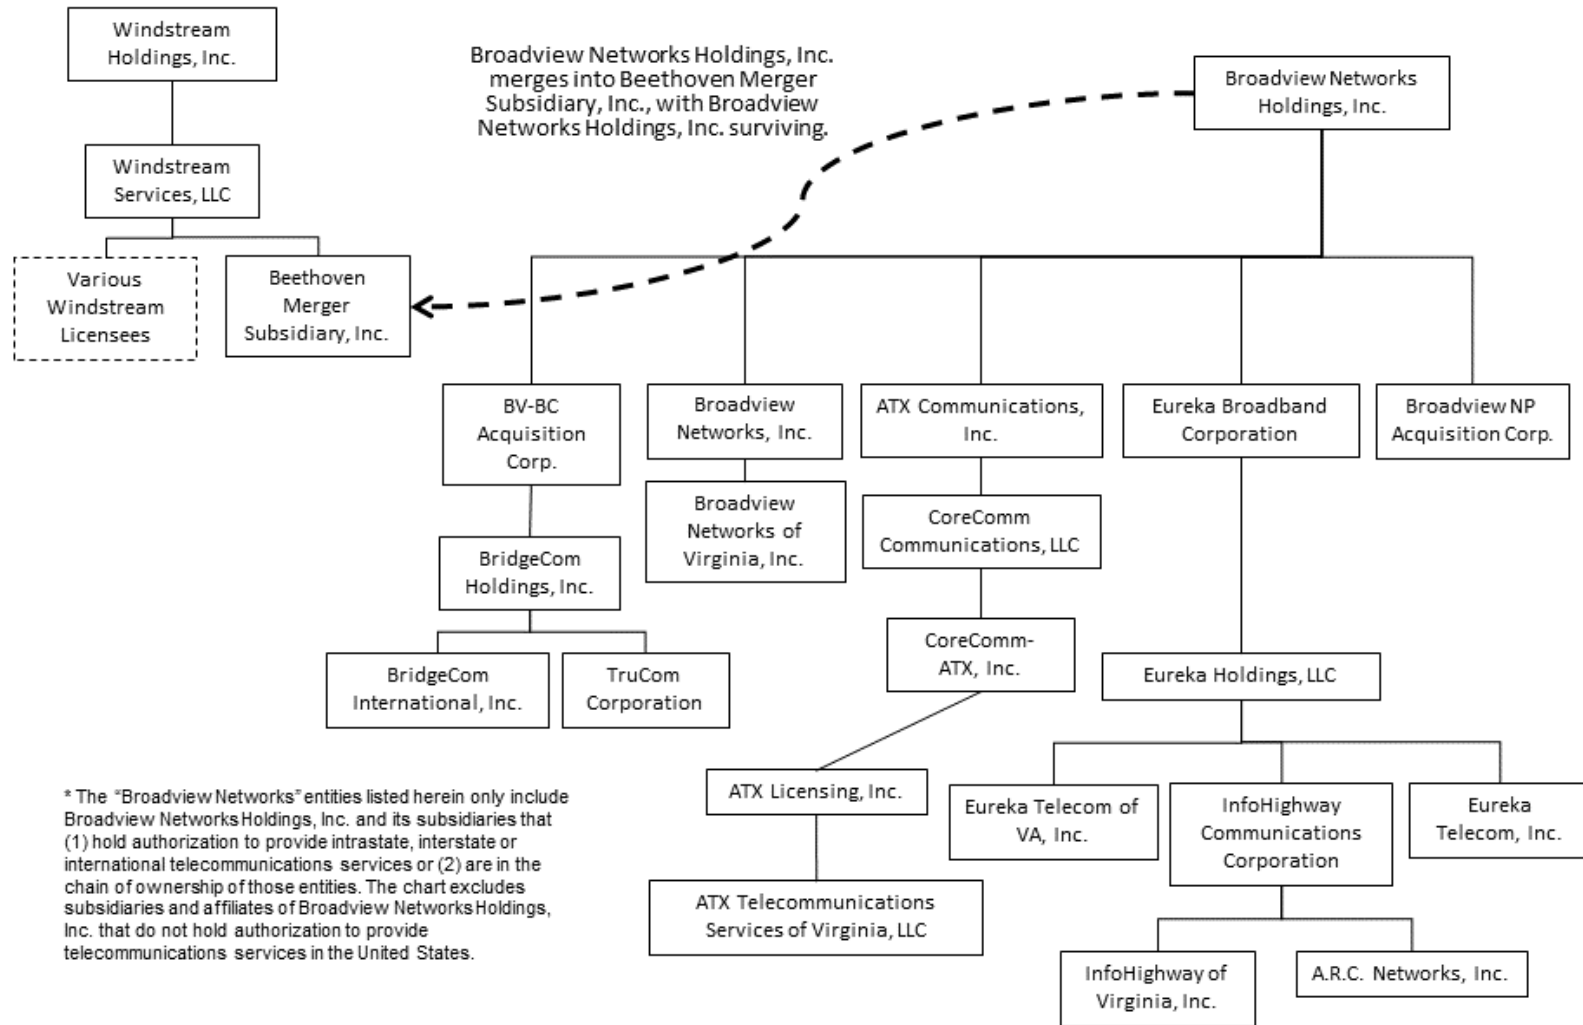 Windstream
Holdings, Inc.
Broadview Networks Holdings, Inc.
merges into Beethoven Merger
Subsidiary, Inc., with Broadview
Networks Holdings, Inc. surviving.
Broadview Networks
Holdings, Inc.
Windstream
Services, LLC
Various
Windstream
Licensees
Beethoven
Merger
Subsidiary, Inc.
BV-BC
Acquisition
Corp.
Broadview
Networks, Inc.
ATX Communications,
Inc.
Eureka Broadband
Corporation
Broadview NP
Acquisition Corp.
Broadview
Networks of
Virginia, Inc.
CoreComm
Communications, LLC
BridgeCom
Holdings, Inc.
CoreComm-
ATX, Inc.
BridgeCom
International, Inc.
TruCom
Corporation
Eureka Holdings, LLC
ATX Licensing, Inc.
Eureka Telecom of
VA, Inc.
InfoHighway
Communications
Corporation
Eureka
Telecom, Inc.
* The “Broadview Networks” entities listed herein only include
Broadview Networks Holdings, Inc. and its subsidiaries that
(1) hold authorization to provide intrastate, interstate or
international telecommunications services or (2) are in the
chain of ownership of those entities. The chart excludes
subsidiaries and affiliates of Broadview Networks Holdings,
Inc. that do not hold authorization to provide
telecommunications services in the United States.
ATX Telecommunications
Services of Virginia, LLC
InfoHighway of
Virginia, Inc.
A.R.C. Networks, Inc.